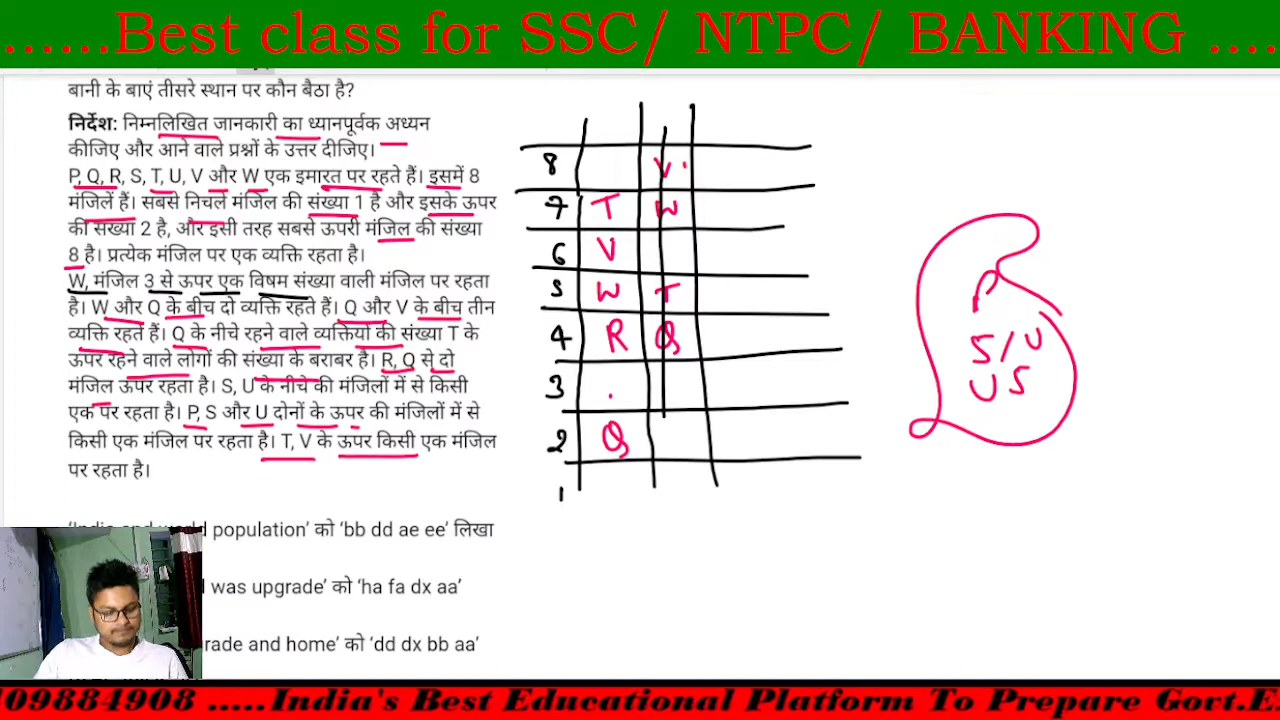 ......Best class for SSC/ NTPC/ BANKING ....
बानी के बाएं तीसरे स्थान पर कौन बैठा है?
निर्देश: निम्नलिखित जानकारी का ध्यानपूर्वक अध्यन
कीजिए और आने वाले प्रश्नों के उत्तर दीजिए।
P, Q, R, S, T, U, V और W एक इमारत पर रहते हैं। इसमें 8
मंजिलें हैं। सबसे निचले मंजिल की संख्या 1 है और इसके ऊपर
की संख्या 2 है, और इसी तरह सबसे ऊपरी मंजिल की संख्या
8 है। प्रत्येक मंजिल पर एक व्यक्ति रहता है।
W, मंजिल 3 से ऊपर एक विषम संख्या वाली मंजिल पर रहता
है। W और Q के बीच दो व्यक्ति रहते हैं। Q और V के बीच तीन
व्यक्ति रहते हैं। Q के नीचे रहने वाले व्यक्तियों की संख्या T के
ऊपर रहने वाले लोगों की संख्या के बराबर है। R, Q से दो
मंजिल ऊपर रहता है। S, U के नीचे की मंजिलों में से किसी
एक पर रहता है। P, S और U दोनों के ऊपर की मंजिलों में से
किसी एक मंजिल पर रहता है। T, V के ऊपर किसी एक मंजिल
पर रहता है।
population’ को ‘bb dd ae ee’ लिखा
was upgrade’ को ‘ha fa dx aa’
rade and home’ को ‘dd dx bb aa’
8 V
7 T W
6 V
5 W T
4 R Q
3
2 Q
1
P
S/U
U S
09884908 .....India's Best Educational Platform To Prepare Govt.E